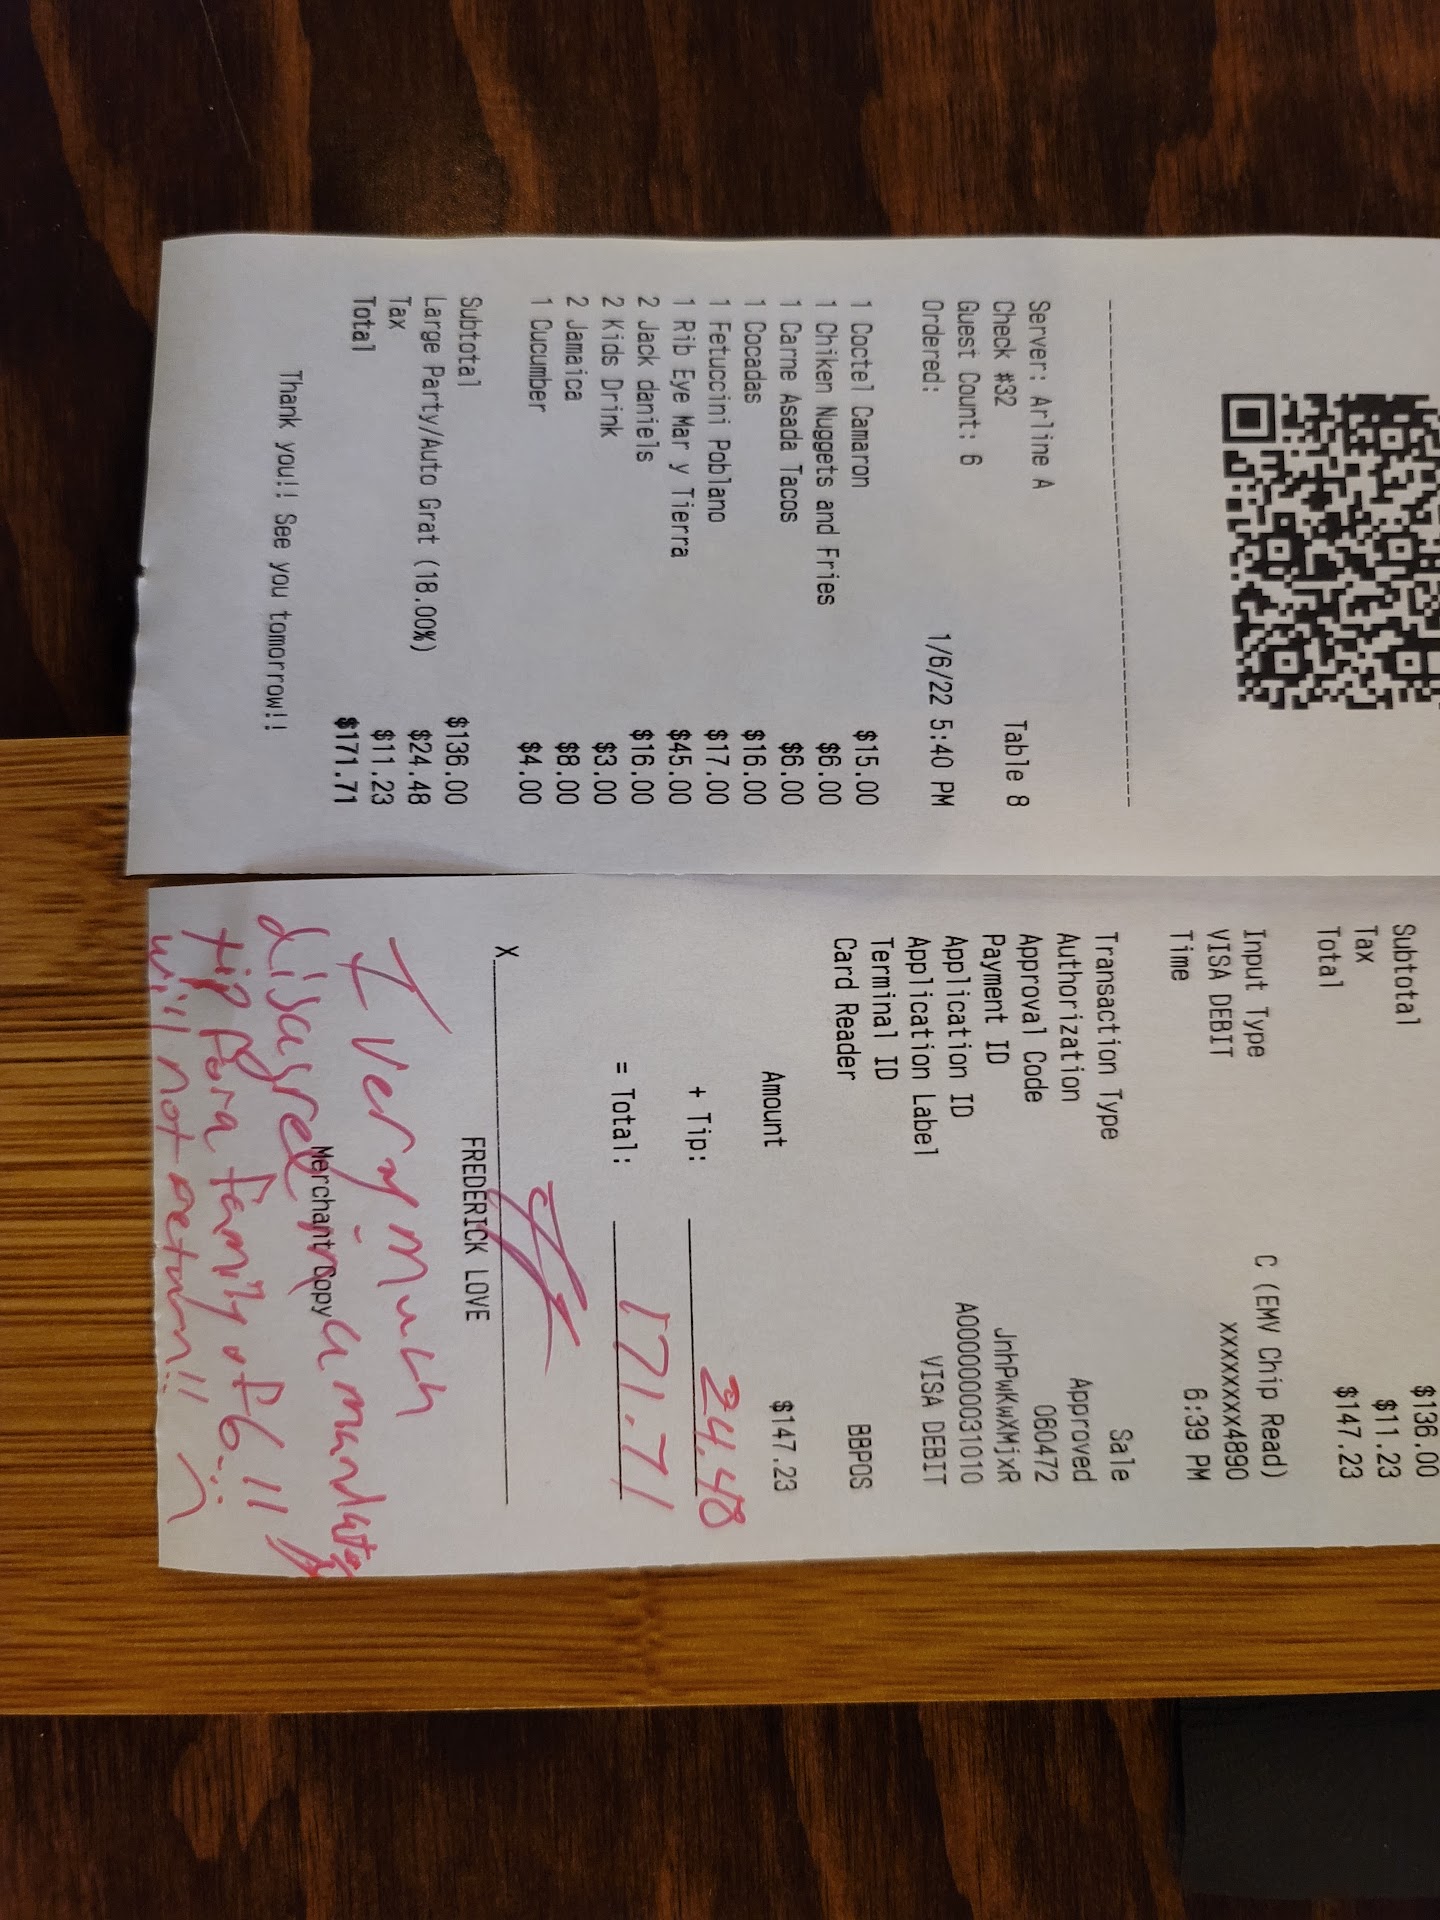 Server: Arline A
Check #32 Table 8
Guest Count: 6
Ordered: 1/6/22 5:40 PM
1 Coctel Camaron $15.00
1 Chiken Nuggets and Fries $6.00
1 Carne Asada Tacos $6.00
1 Cocadas $16.00
1 Fetuccini Poblano $17.00
1 Rib Eye Mar y Tierra $45.00
2 Jack daniels $16.00
2 Kids Drink $3.00
2 Jamaica $8.00
1 Cucumber $4.00
Subtotal $136.00
Large Party/Auto Grat (18.00%) $24.48
Tax $11.23
Total $171.71
Thank you!! See you tomorrow!!
Subtotal $136.00
Tax $11.23
Total $147.23
Input Type C (EMV Chip Read)
VISA DEBIT xxxxxxxx4890
Time 6:39 PM
Transaction Type Sale
Authorization Approved
Approval Code 060472
Payment ID JnhPwKwXMjxR
Application ID A0000000031010
Application Label VISA DEBIT
Terminal ID
Card Reader BBPOS
Amount $147.23
+ Tip: 24.48
= Total: 171.71
X
FREDERICK LOVE
Merchant Copy
I very much
disagree in a mandatory
tip for a family of 6!!
will not return!!